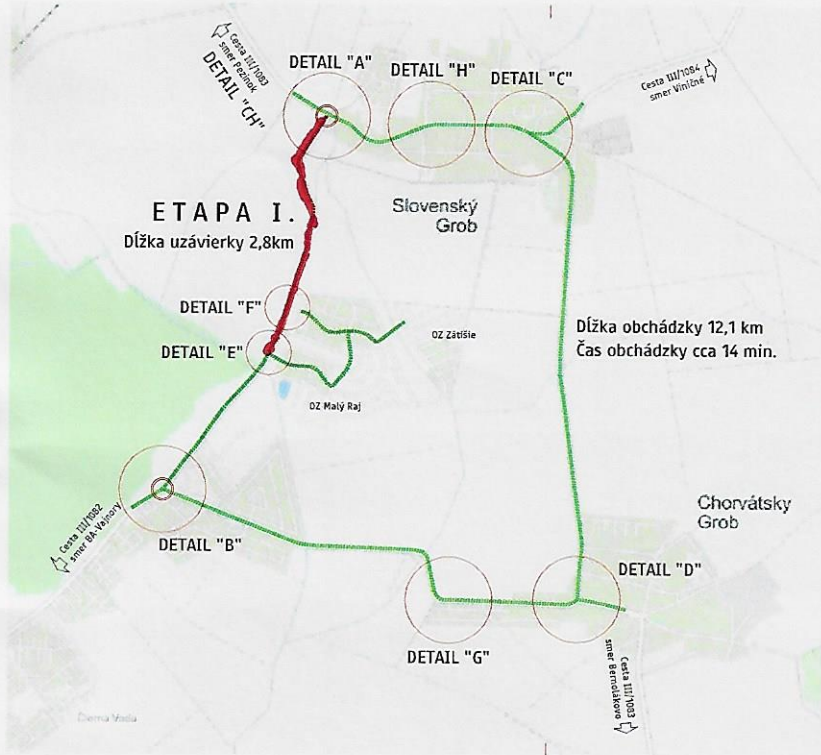 Cesta III/1083
smer Pezinok
DETAIL "CH"
DETAIL "A"
DETAIL "H"
DETAIL "C"
Cesta III/1084
smer Viničné
ETAPA I.
Dĺžka uzávierky 2,8km
Slovenský
Grob
DETAIL "F"
DETAIL "E"
OZ Zátišie
OZ Malý Raj
Dĺžka obchádzky 12,1 km
Čas obchádzky cca 14 min.
Cesta III/1082
smer BA-Vajnory
DETAIL "B"
Chorvátsky
Grob
DETAIL "D"
DETAIL "G"
Cesta III/1083
smer Bernolákovo
Čierna Voda